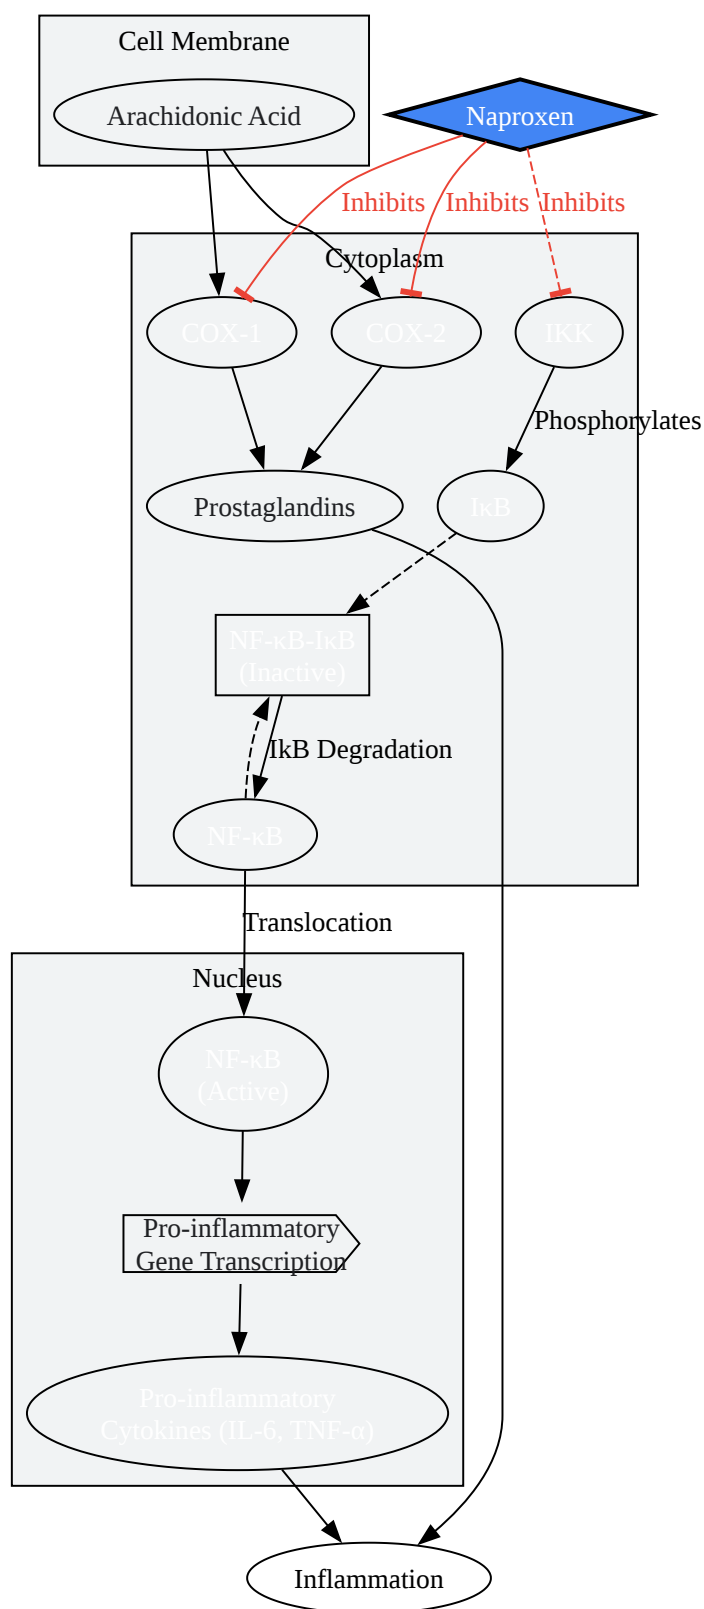 Cell Membrane
Arachidonic Acid
Naproxen
Inhibits
Inhibits
Inhibits
Cytoplasm
COX-1
COX-2
IKK
Phosphorylates
Prostaglandins
IκB
NF-κB-IκB
(Inactive)
IkB Degradation
NF-κB
Translocation
Nucleus
NF-κB
(Active)
Pro-inflammatory
Gene Transcription
Pro-inflammatory
Cytokines (IL-6, TNF-α)
Inflammation